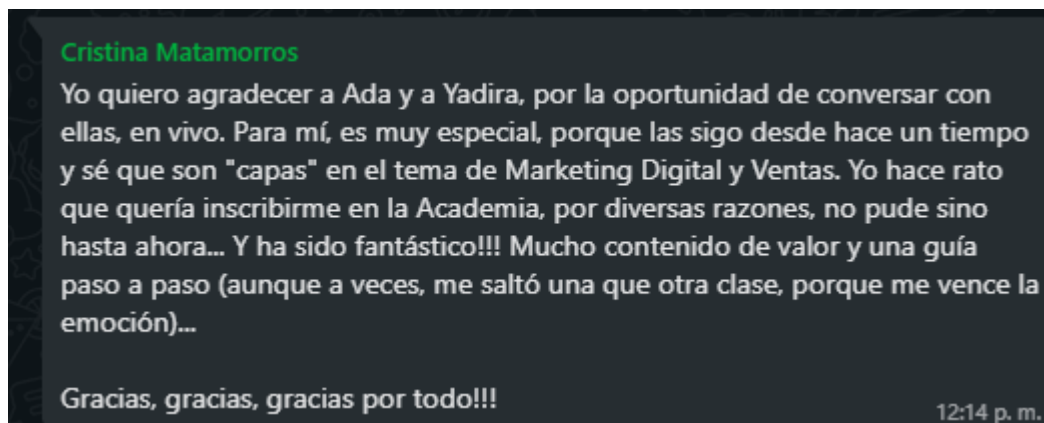 Cristina Matamorros
Yo quiero agradecer a Ada y a Yadira, por la oportunidad de conversar con
ellas, en vivo. Para mí, es muy especial, porque las sigo desde hace un tiempo
y sé que son "capas" en el tema de Marketing Digital y Ventas. Yo hace rato
que quería inscribirme en la Academia, por diversas razones, no pude sino
hasta ahora... Y ha sido fantástico!!! Mucho contenido de valor y una guía
paso a paso (aunque a veces, me saltó una que otra clase, porque me vence la
emoción)...
Gracias, gracias, gracias por todo!!!
12:14 p. m.